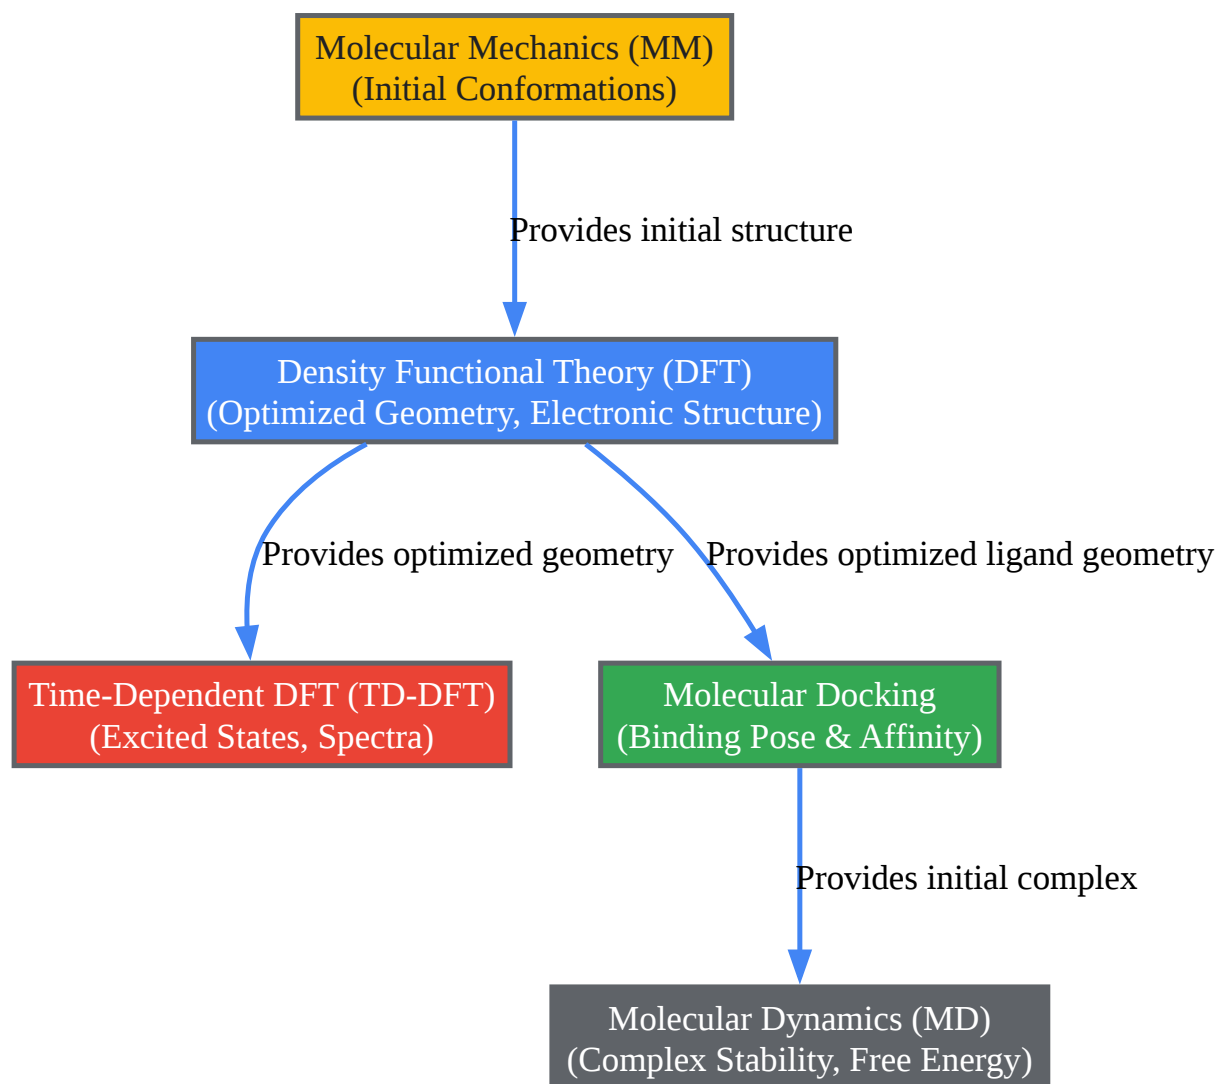 Molecular Mechanics (MM)
(Initial Conformations)
Provides initial structure
Density Functional Theory (DFT)
(Optimized Geometry, Electronic Structure)
Provides optimized geometry
Provides optimized ligand geometry
Time-Dependent DFT (TD-DFT)
(Excited States, Spectra)
Molecular Docking
(Binding Pose & Affinity)
Provides initial complex
Molecular Dynamics (MD)
(Complex Stability, Free Energy)